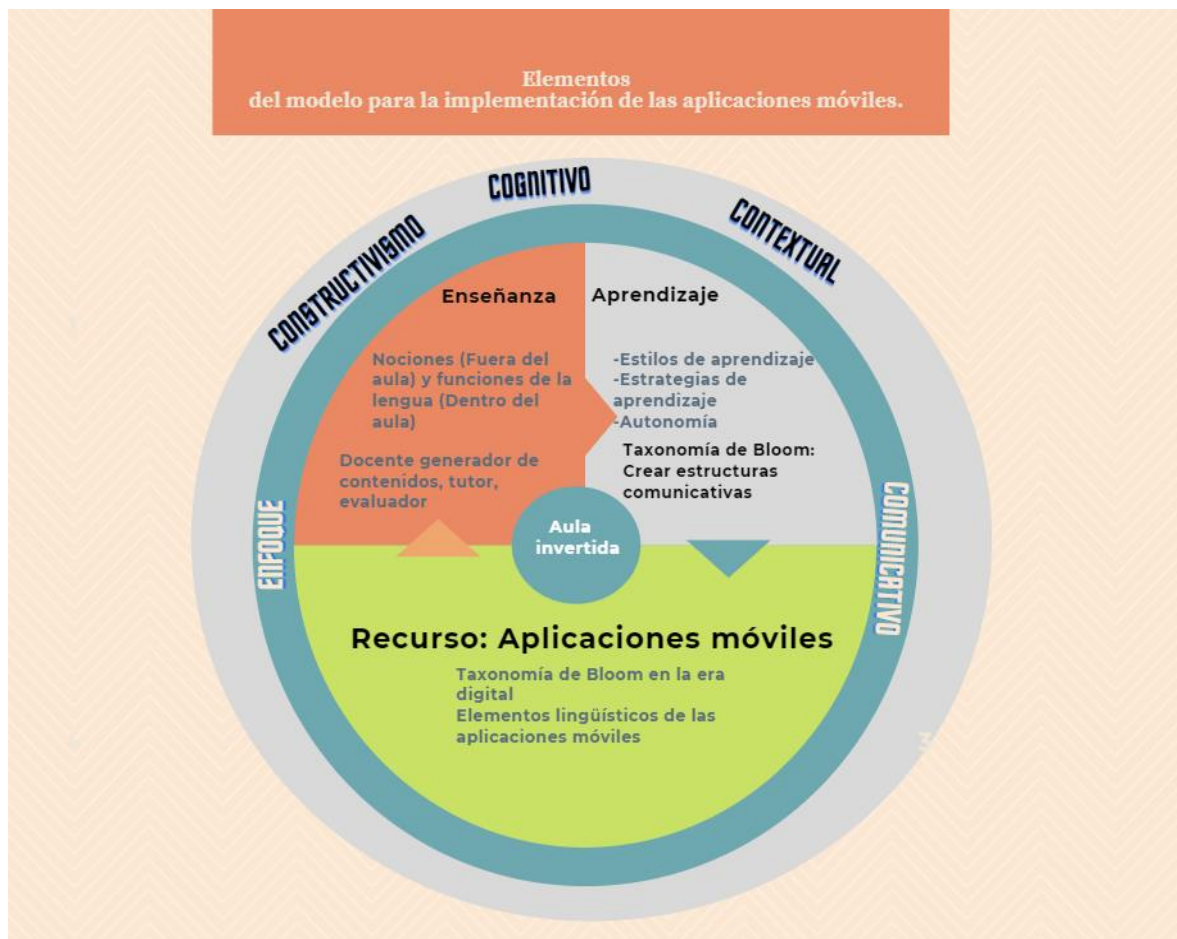 Elementos
del modelo para la implementación de las aplicaciones móviles.
COGNITIVO
CONSTRUCTIVISMO
CONTEXTUAL
Enseñanza
Nociones (Fuera del
aula) y funciones de la
lengua (Dentro del
aula)
Docente generador de
contenidos, tutor,
evaluador
Aprendizaje
-Estilos de aprendizaje
-Estrategias de
aprendizaje
-Autonomía
Taxonomía de Bloom:
Crear estructuras
comunicativas
ENFOQUE
COMUNICATIVO
Aula
invertida
Recurso: Aplicaciones móviles
Taxonomía de Bloom en la era
digital
Elementos lingüísticos de las
aplicaciones móviles
3